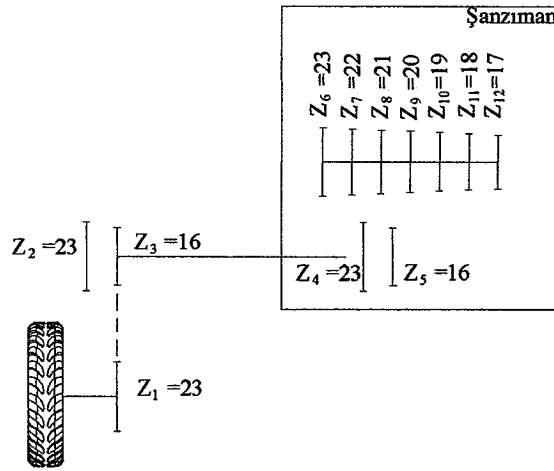 Şanzıman
Z6 =23
Z7 =22
Z8 =21
Z9 =20
Z10=19
Z11=18
Z12=17
Z2 =23
Z3 =16
Z4 =23
Z5 =16
Z1 =23